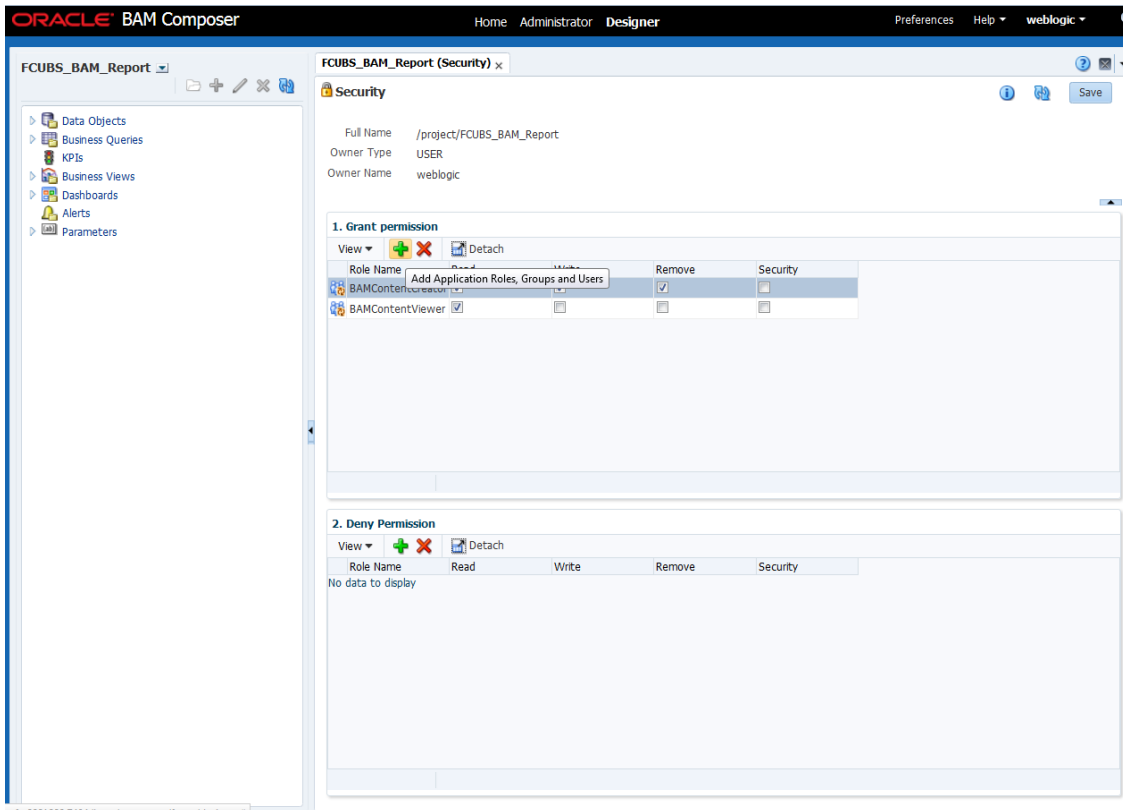 ORACLE BAM Composer
Home Administrator Designer
Preferences Help weblogic
FCUBS_BAM_Report
FCUBS_BAM_Report (Security) x
Security
Save
Data Objects
Business Queries
KPIs
Business Views
Dashboards
Alerts
Parameters
Full Name /project/FCUBS_BAM_Report
Owner Type USER
Owner Name weblogic
1. Grant permission
View Detach
Role Name Remove Security
Add Application Roles, Groups and Users
BAMContentCreator
BAMContentViewer
2. Deny Permission
View Detach
Role Name Read Write Remove Security
No data to display